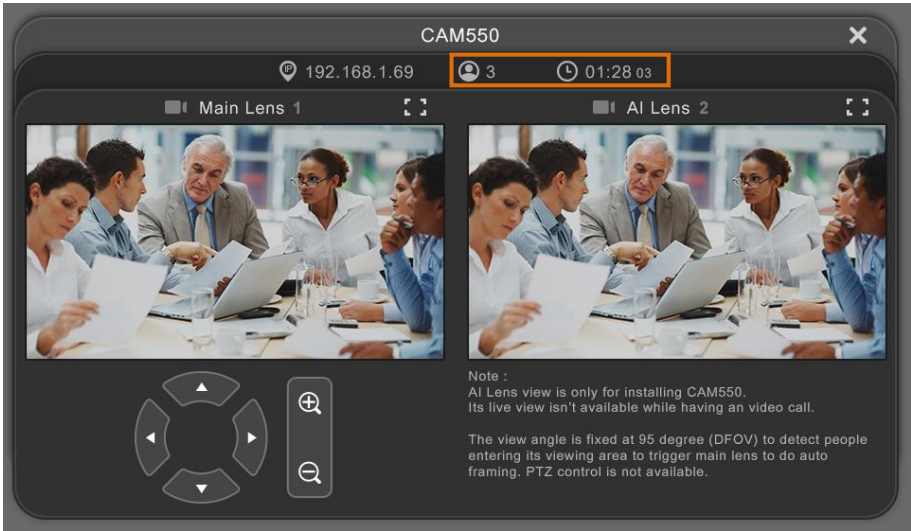 CAM550
IP 192.168.1.69 3 01:28 03
Main Lens 1
AI Lens 2
Note :
AI Lens view is only for installing CAM550.
Its live view isn't available while having an video call.
The view angle is fixed at 95 degree (DFOV) to detect people
entering its viewing area to trigger main lens to do auto
framing. PTZ control is not available.